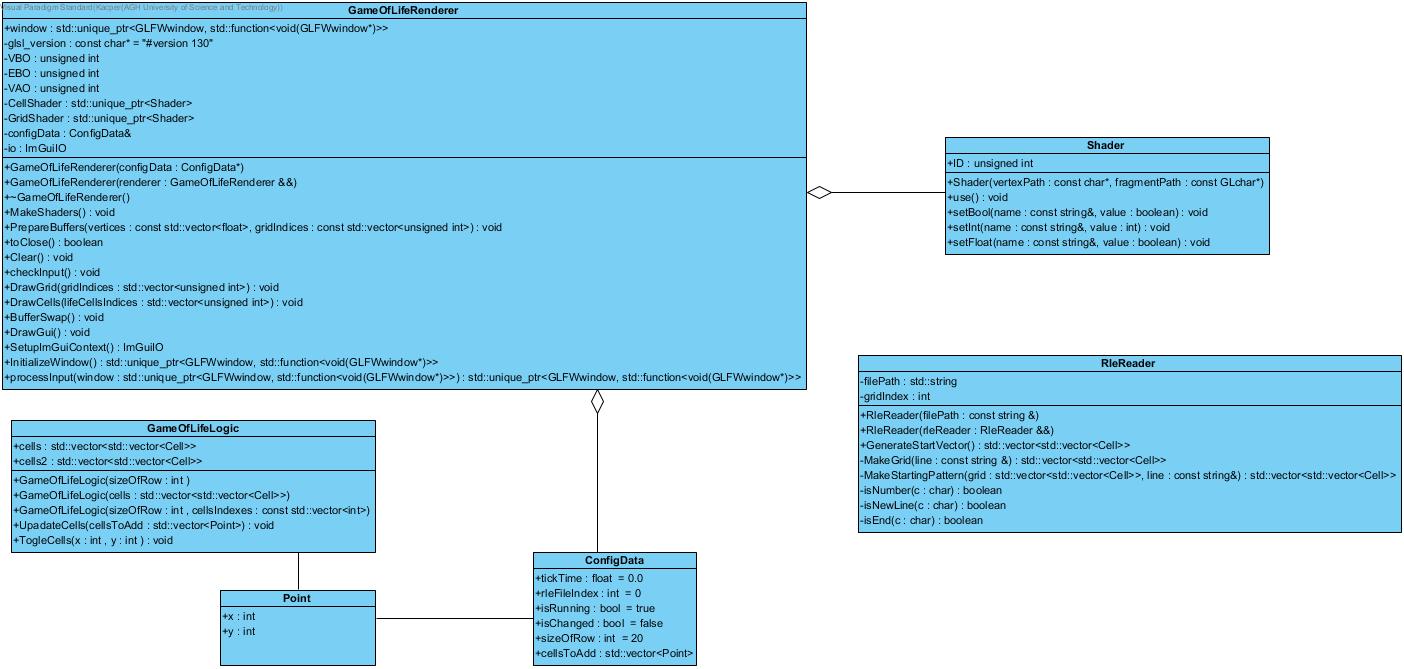 Visual Paradigm Standard(Kacper(AGH University of Science and Technology))
GameOfLifeRenderer
+window : std::unique_ptr<GLFWwindow, std::function<void(GLFWwindow*)>>
-glsl_version : const char* = "#version 130"
-VBO : unsigned int
-EBO : unsigned int
-VAO : unsigned int
-CellShader : std::unique_ptr<Shader>
-GridShader : std::unique_ptr<Shader>
-configData : ConfigData&
-io : ImGuiIO
+GameOfLifeRenderer(configData : ConfigData*)
+GameOfLifeRenderer(renderer : GameOfLifeRenderer &&)
+~GameOfLifeRenderer()
+MakeShaders() : void
+PrepareBuffers(vertices : const std::vector<float>, gridIndices : const std::vector<unsigned int>) : void
+toClose() : boolean
+Clear() : void
+checkInput() : void
+DrawGrid(gridIndices : std::vector<unsigned int>) : void
+DrawCells(lifeCellsIndices : std::vector<unsigned int>) : void
+BufferSwap() : void
+DrawGui() : void
+SetupImGuiContext() : ImGuiIO
+InitializeWindow() : std::unique_ptr<GLFWwindow, std::function<void(GLFWwindow*)>>
+processInput(window : std::unique_ptr<GLFWwindow, std::function<void(GLFWwindow*)>>) : std::unique_ptr<GLFWwindow, std::function<void(GLFWwindow*)>>
Shader
+ID : unsigned int
+Shader(vertexPath : const char*, fragmentPath : const GLchar*)
+use() : void
+setBool(name : const string&, value : boolean) : void
+setInt(name : const string&, value : int) : void
+setFloat(name : const string&, value : boolean) : void
RleReader
-filePath : std::string
-gridIndex : int
+RleReader(filePath : const string &)
+RleReader(rleReader : RleReader &&)
+GenerateStartVector() : std::vector<std::vector<Cell>>
-MakeGrid(line : const string &) : std::vector<std::vector<Cell>>
-MakeStartingPattern(grid : std::vector<std::vector<Cell>>, line : const string&) : std::vector<std::vector<Cell>>
-isNumber(c : char) : boolean
-isNewLine(c : char) : boolean
-isEnd(c : char) : boolean
GameOfLifeLogic
+cells : std::vector<std::vector<Cell>>
+cells2 : std::vector<std::vector<Cell>>
+GameOfLifeLogic(sizeOfRow : int )
+GameOfLifeLogic(cells : std::vector<std::vector<Cell>>)
+GameOfLifeLogic(sizeOfRow : int , cellsIndexes : const std::vector<int>)
+UpadateCells(cellsToAdd : std::vector<Point>) : void
+TogleCells(x : int , y : int ) : void
Point
+x : int
+y : int
ConfigData
+tickTime : float = 0.0
+rleFileIndex : int = 0
+isRunning : bool = true
+isChanged : bool = false
+sizeOfRow : int = 20
+cellsToAdd : std::vector<Point>